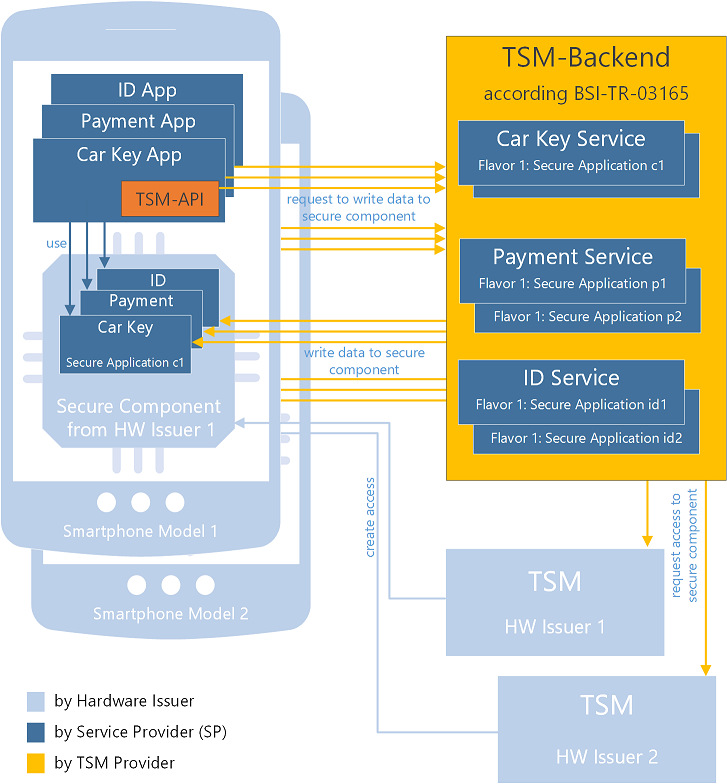 ID App
Payment App
Car Key App
TSM-API
use
ID
Payment
Car Key
Secure Application c1
Secure Component
from HW Issuer 1
Smartphone Model 1
Smartphone Model 2
request to write data to
secure component
write data to secure
component
create access
TSM-Backend
according BSI-TR-03165
Car Key Service
Flavor 1: Secure Application c1
Payment Service
Flavor 1: Secure Application p1
Flavor 1: Secure Application p2
ID Service
Flavor 1: Secure Application id1
Flavor 1: Secure Application id2
request access to
secure component
TSM
HW Issuer 1
TSM
HW Issuer 2
by Hardware Issuer
by Service Provider (SP)
by TSM Provider